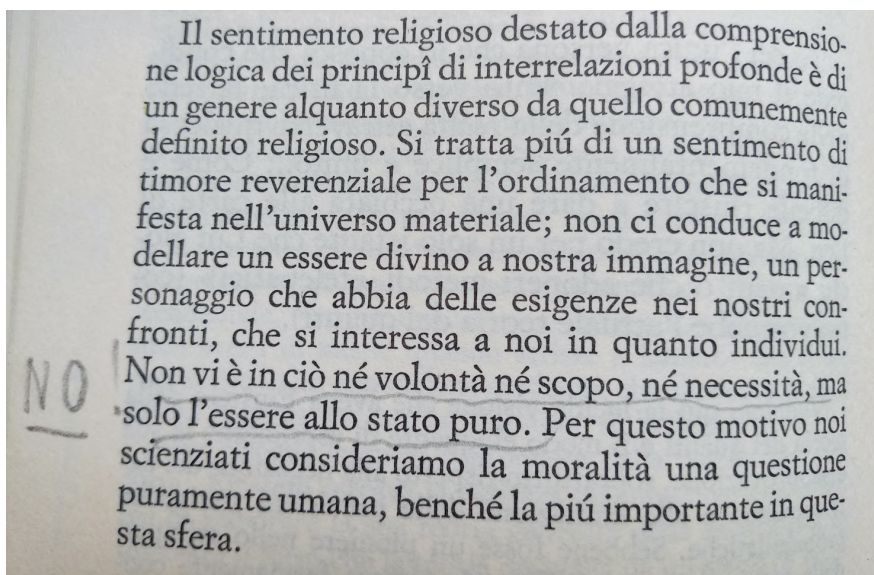 Il sentimento religioso destato dalla comprensio-
ne logica dei principî di interrelazioni profonde è di
un genere alquanto diverso da quello comunemente
definito religioso. Si tratta piú di un sentimento di
timore reverenziale per l'ordinamento che si mani-
festa nell'universo materiale; non ci conduce a mo-
dellare un essere divino a nostra immagine, un per-
sonaggio che abbia delle esigenze nei nostri con-
fronti, che si interessa a noi in quanto individui.
NO
Non vi è in ciò né volontà né scopo, né necessità, ma
solo l'essere allo stato puro. Per questo motivo noi
scienziati consideriamo la moralità una questione
puramente umana, benché la piú importante in que-
sta sfera.